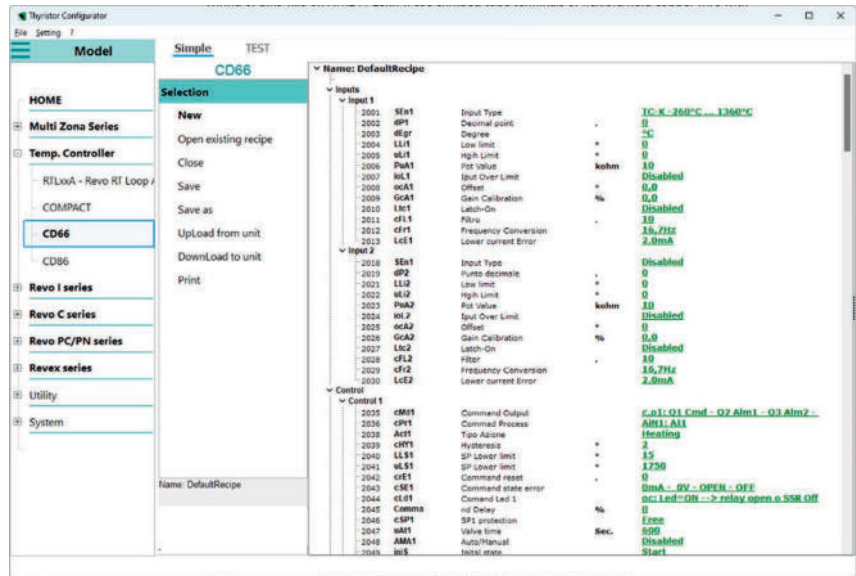 Thyristor Configurator
File Setting ?
Model
HOME
Multi Zona Series
Temp. Controller
RTLxxA - Revo RT Loop A
COMPACT
CD66
CD86
Revo I series
Revo C series
Revo PC/PN series
Revex series
Utility
System
Simple TEST
CD66
Selection
New
Open existing recipe
Close
Save
Save as
UpLoad from unit
DownLoad to unit
Print
Name: DefaultRecipe
Name: DefaultRecipe
Inputs
Input 1
2001 SEn1 Input Type TC-K -260°C ... 1360°C
2002 dP1 Decimal point . 0
2003 dEgr Degree °C
2004 LLi1 Low limit ° 0
2005 uLi1 Hgih Limit ° 0
2006 PuA1 Pot Value kohm 10
2007 ioL1 Iput Over Limit Disabled
2008 ocA1 Offset ° 0,0
2009 GcA1 Gain Calibration % 0,0
2010 Ltc1 Latch-On Disabled
2011 cFL1 Filtro . 10
2012 cFr1 Frequency Conversion 16,7Hz
2013 LcE1 Lower current Error 2.0mA
Input 2
2018 SEn1 Input Type Disabled
2019 dP2 Punto decimale . 0
2021 LLi2 Low limit ° 0
2022 uLi2 Hgih Limit ° 0
2023 PuA2 Pot Value kohm 10
2024 ioL2 Iput Over Limit Disabled
2025 ocA2 Offset ° 0
2026 GcA2 Gain Calibration % 0,0
2027 Ltc2 Latch-On Disabled
2028 cFL2 Filter . 10
2029 cFr2 Frequency Conversion 16,7Hz
2030 LcE2 Lower current Error 2.0mA
Control
Control 1
2035 cMd1 Command Output c.o1: O1 Cmd - O2 Alm1 - O3 Alm2 -
2036 cPr1 Commad Process AiN1: AI1
2038 Act1 Tipo Azione Heating
2039 cHY1 Hysteresis ° 2
2040 LLS1 SP Lower limit ° 15
2041 uLS1 SP Lower limit ° 1750
2042 crE1 Command reset . 0
2043 cSE1 Command state error 0mA - 0V - OPEN - OFF
2044 cLd1 Comand Led 1 oc: Led=ON --> relay open o SSR Off
2045 Comma nd Delay % 0
2046 cSP1 SP1 protection Free
2047 uAt1 Valve time Sec. 600
2048 AMA1 Auto/Manual Disabled
2049 iniS Inital state Start